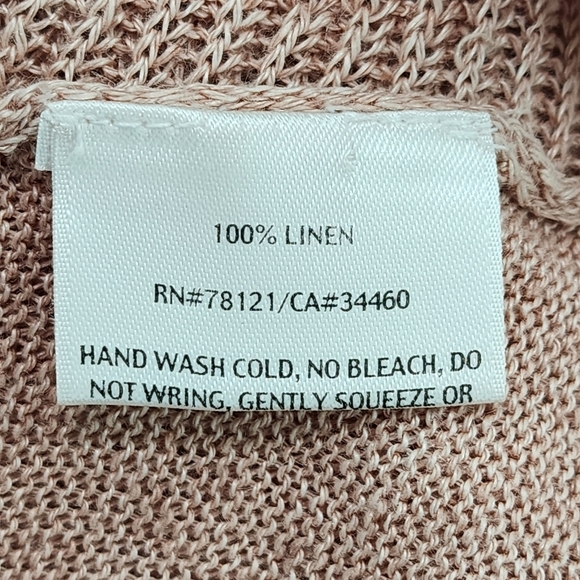 100% LINEN
RN#78121/CA#34460
HAND WASH COLD, NO BLEACH, DO
NOT WRING, GENTLY SQUEEZE OR